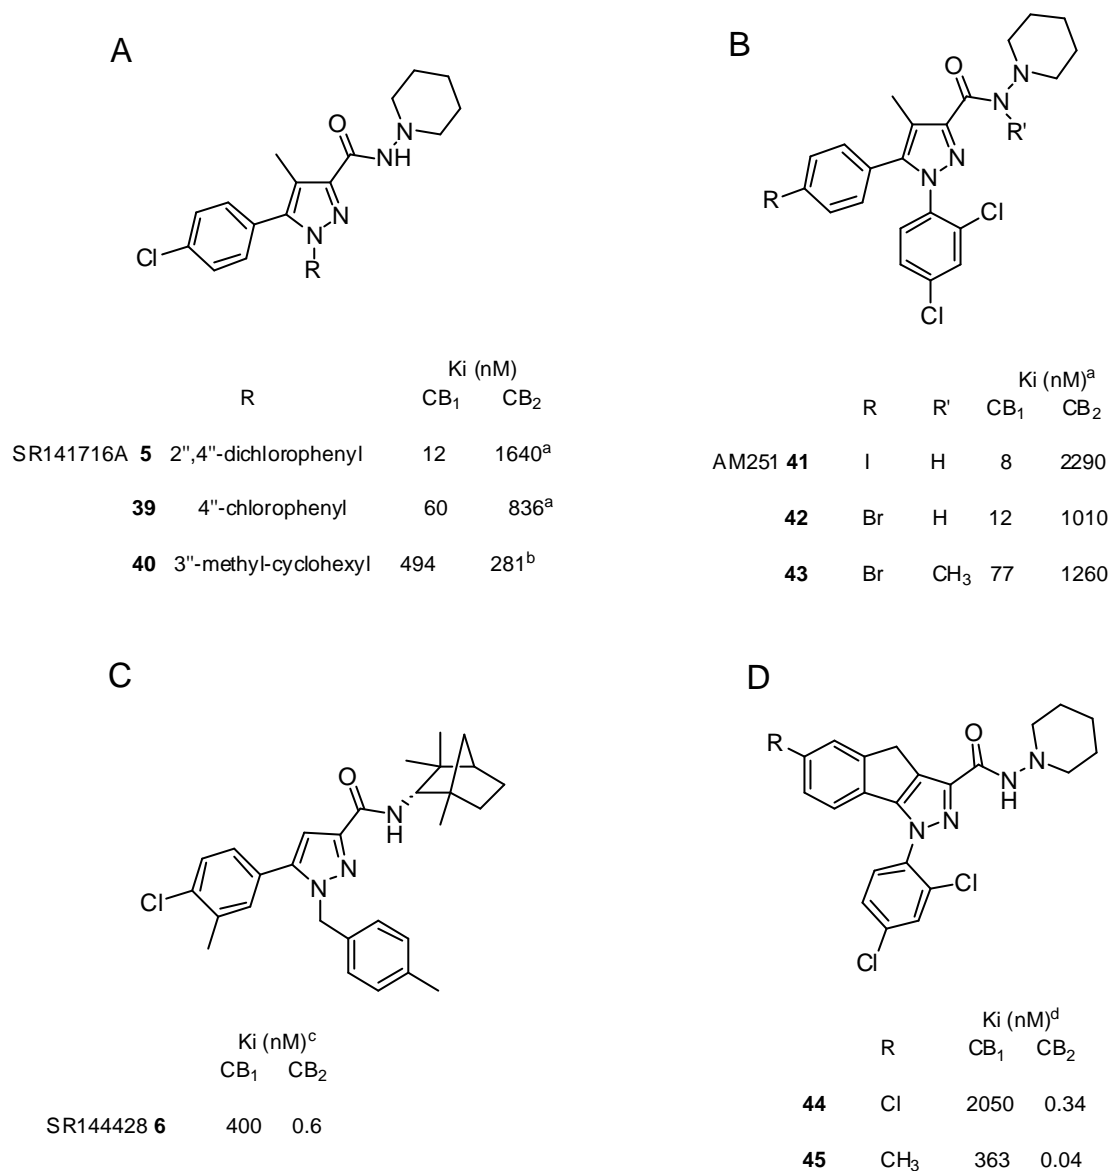 A
O
N
NH
N
N
Cl
R
Ki (nM)
R CB1 CB2
SR141716A 5 2",4"-dichlorophenyl 12 1640a
39 4"-chlorophenyl 60 836a
40 3"-methyl-cyclohexyl 494 281b
B
O
N
N
R'
N
N
R
Cl
Cl
Ki (nM)a
R R' CB1 CB2
AM251 41 I H 8 2290
42 Br H 12 1010
43 Br CH3 77 1260
C
O
N
H
N
N
Cl
Ki (nM)c
CB1 CB2
SR144428 6 400 0.6
D
R
O
N
N
H
N
N
Cl
Cl
Ki (nM)d
R CB1 CB2
44 Cl 2050 0.34
45 CH3 363 0.04